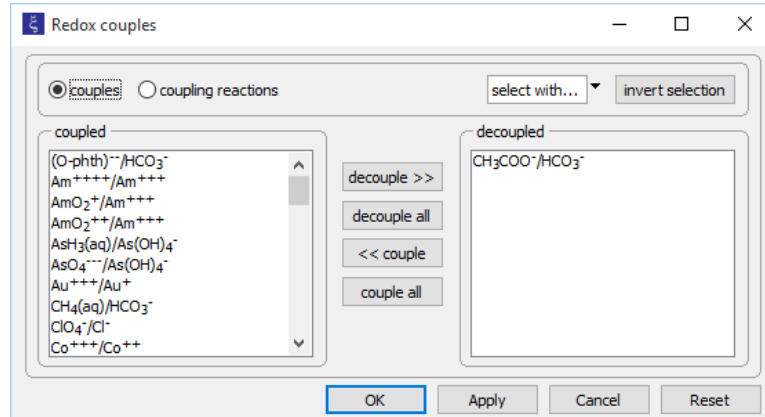 ξ Redox couples
couples coupling reactions select with... invert selection
coupled
decoupled
(O-phth)⁻⁻/HCO₃⁻
Am⁺⁺⁺⁺/Am⁺⁺⁺
AmO₂⁺/Am⁺⁺⁺
AmO₂⁺⁺/Am⁺⁺⁺
AsH₃(aq)/As(OH)₄⁻
AsO₄⁻⁻⁻/As(OH)₄⁻
Au⁺⁺⁺/Au⁺
CH₄(aq)/HCO₃⁻
ClO₄⁻/Cl⁻
Co⁺⁺⁺/Co⁺⁺
decouple >>
decouple all
<< couple
couple all
CH₃COO⁻/HCO₃⁻
OK Apply Cancel Reset